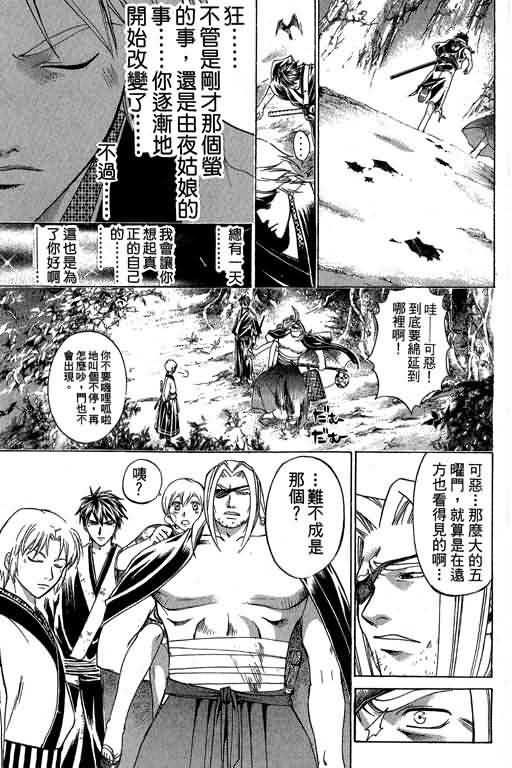 …
狂……
不管是剛才那個螢
的事，還是由夜姑娘的
事…你逐漸地
開始改變了……
不過……
……總有一天
我會讓你
想起真
正的自己
的
這也是為
了你好啊
……
哇──可惡！
到底要綿延到
哪裡啊！
你不要嘰哩呱啦
地叫個不停，再
怎麼吵，門也不
會出現。
だむ
だむ
可惡…那麼大的五
曜門，就算是在遠
方也看得見的啊…
…難不成是
那個？
咦？